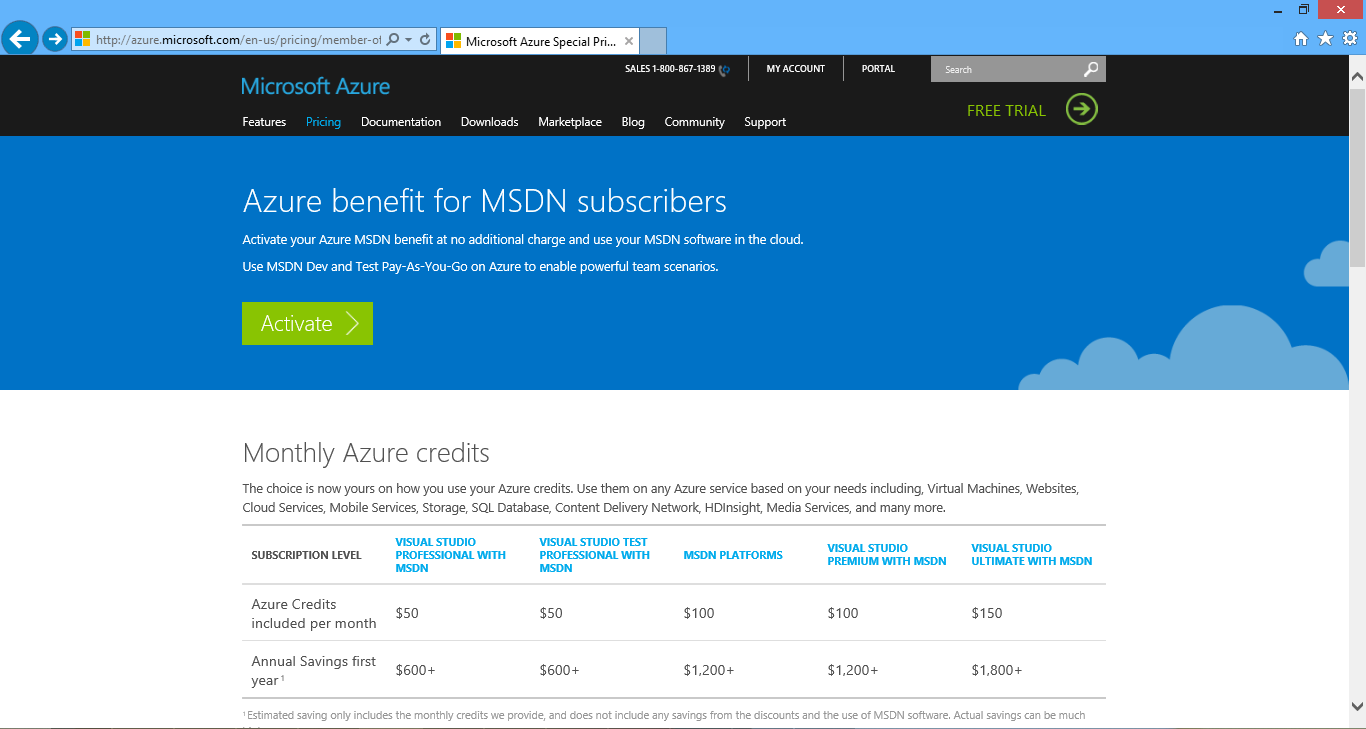 http://azure.microsoft.com/en-us/pricing/member-of
Microsoft Azure Special Pri...
SALES 1-800-867-1389
MY ACCOUNT
PORTAL
Search
Microsoft Azure
FREE TRIAL
Features Pricing Documentation Downloads Marketplace Blog Community Support
Azure benefit for MSDN subscribers
Activate your Azure MSDN benefit at no additional charge and use your MSDN software in the cloud.
Use MSDN Dev and Test Pay-As-You-Go on Azure to enable powerful team scenarios.
Activate
Monthly Azure credits
The choice is now yours on how you use your Azure credits. Use them on any Azure service based on your needs including, Virtual Machines, Websites,
Cloud Services, Mobile Services, Storage, SQL Database, Content Delivery Network, HDInsight, Media Services, and many more.
SUBSCRIPTION LEVEL
VISUAL STUDIO
PROFESSIONAL WITH
MSDN
VISUAL STUDIO TEST
PROFESSIONAL WITH
MSDN
MSDN PLATFORMS
VISUAL STUDIO
PREMIUM WITH MSDN
VISUAL STUDIO
ULTIMATE WITH MSDN
Azure Credits
included per month
$50 $50 $100 $100 $150
Annual Savings first
year ¹
$600+ $600+ $1,200+ $1,200+ $1,800+
¹ Estimated saving only includes the monthly credits we provide, and does not include any savings from the discounts and the use of MSDN software. Actual savings can be much